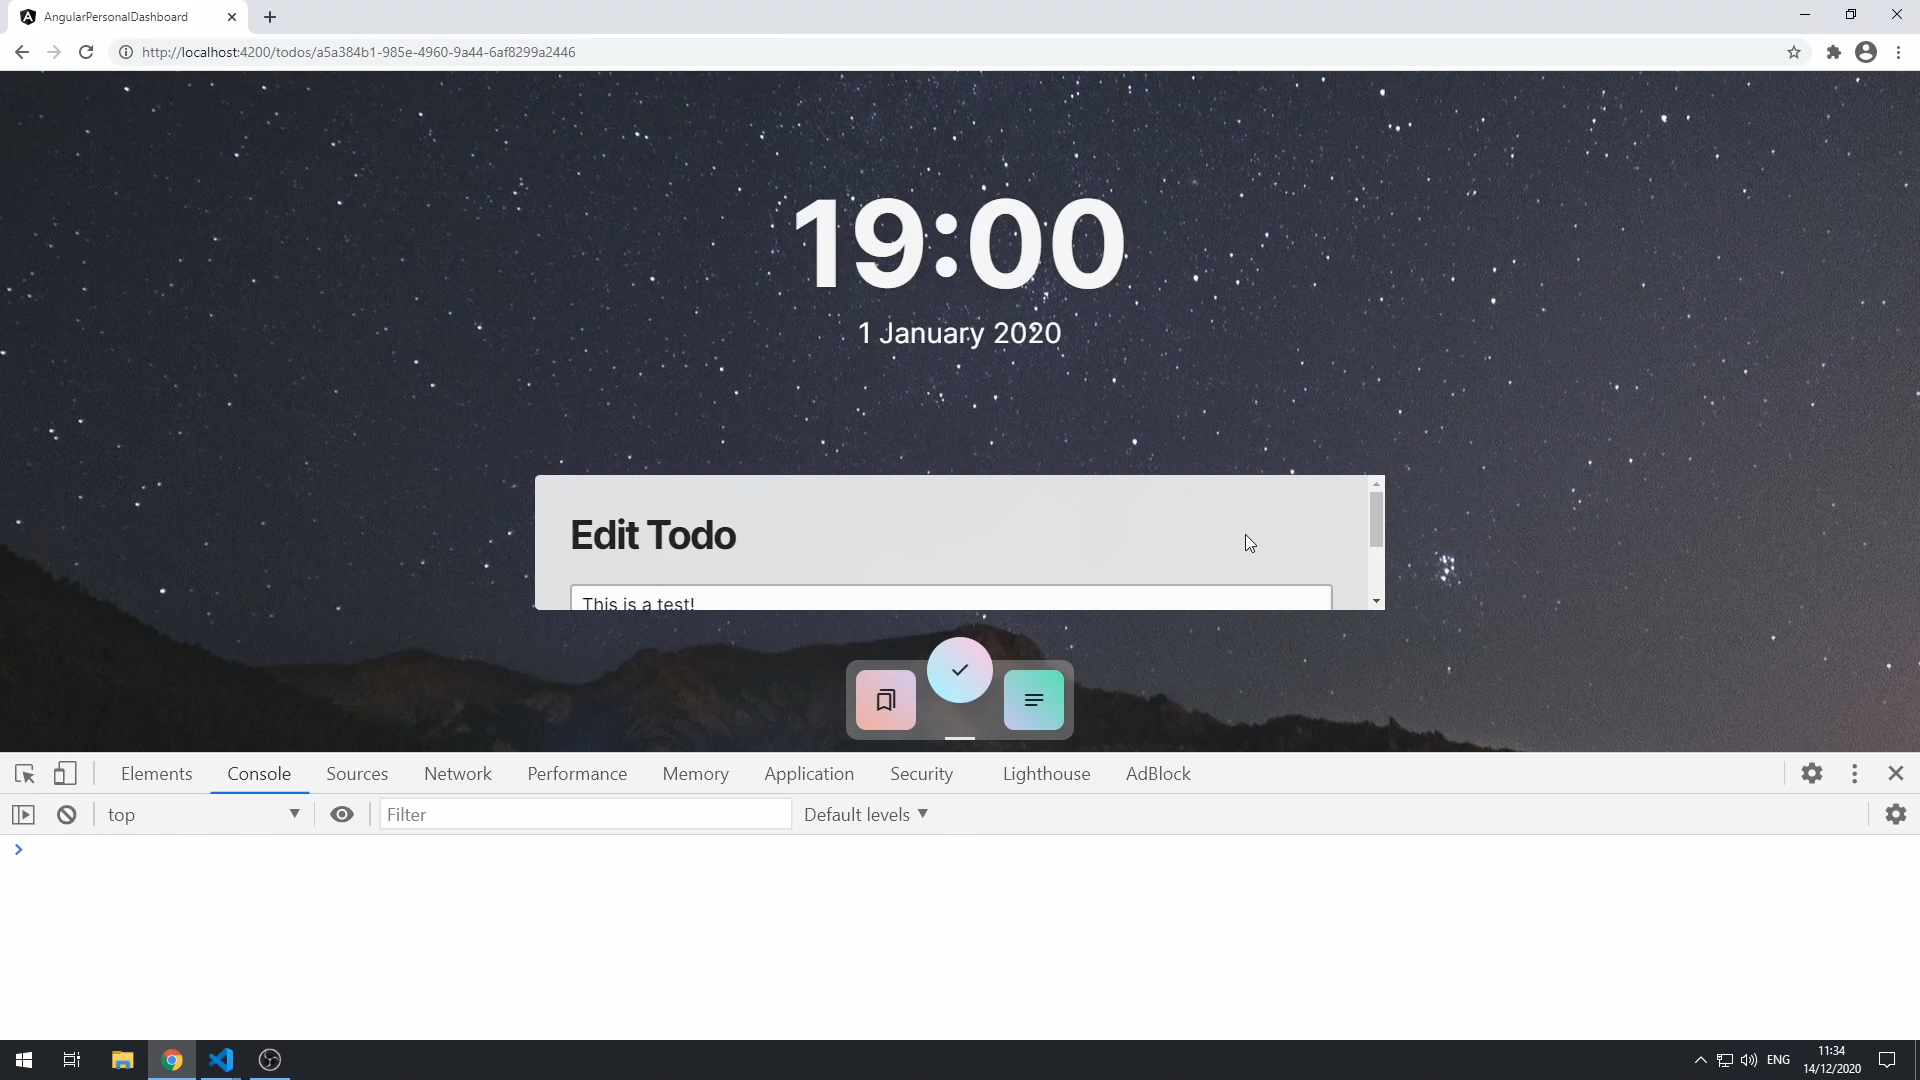 AngularPersonalDashboard
http://localhost:4200/todos/a5a384b1-985e-4960-9a44-6af8299a2446
19:00
1 January 2020
Edit Todo
This is a test!
Elements Console Sources Network Performance Memory Application Security Lighthouse AdBlock
top Filter Default levels
ENG 11:34
14/12/2020